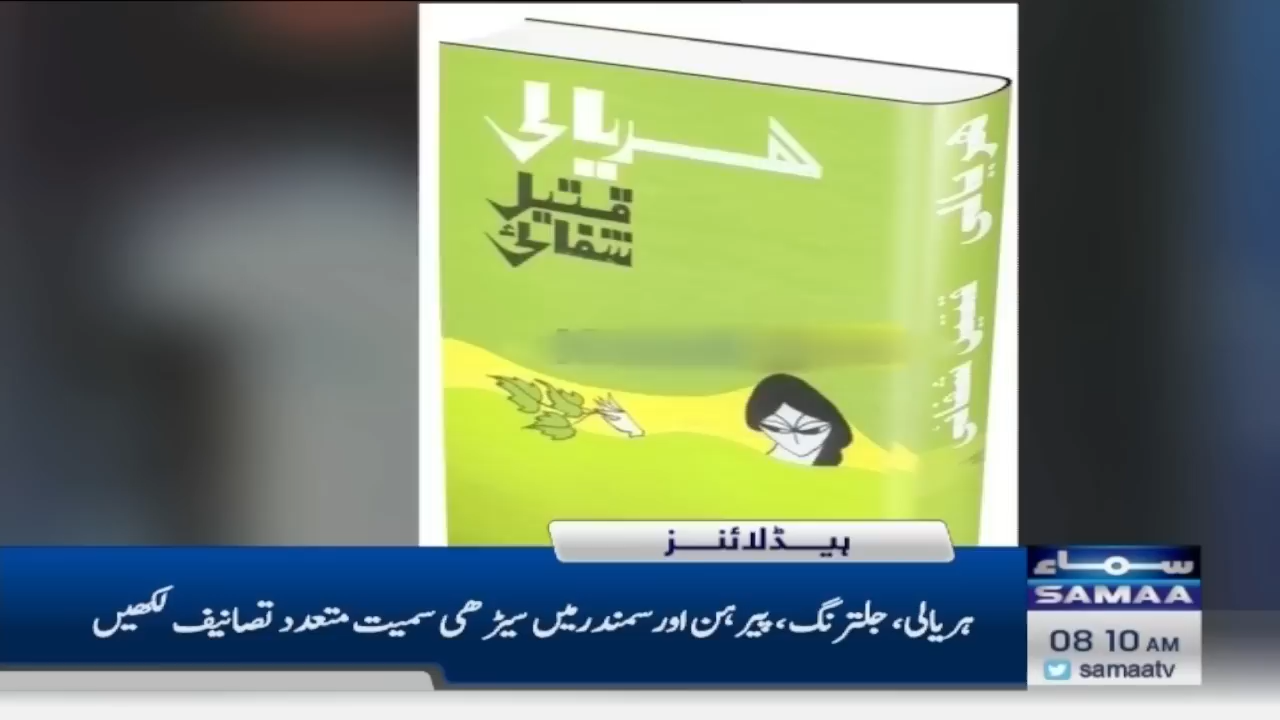 ہریالی
قتیل
شفائی
ہریالی
قتیل شفائی
ہیڈلائنز
ہریالی، جلترنگ، پیرہن اور سمندر میں سیڑھی سمیت متعدد تصانیف لکھیں
سماء
SAMAA
08 10 AM
samaatv